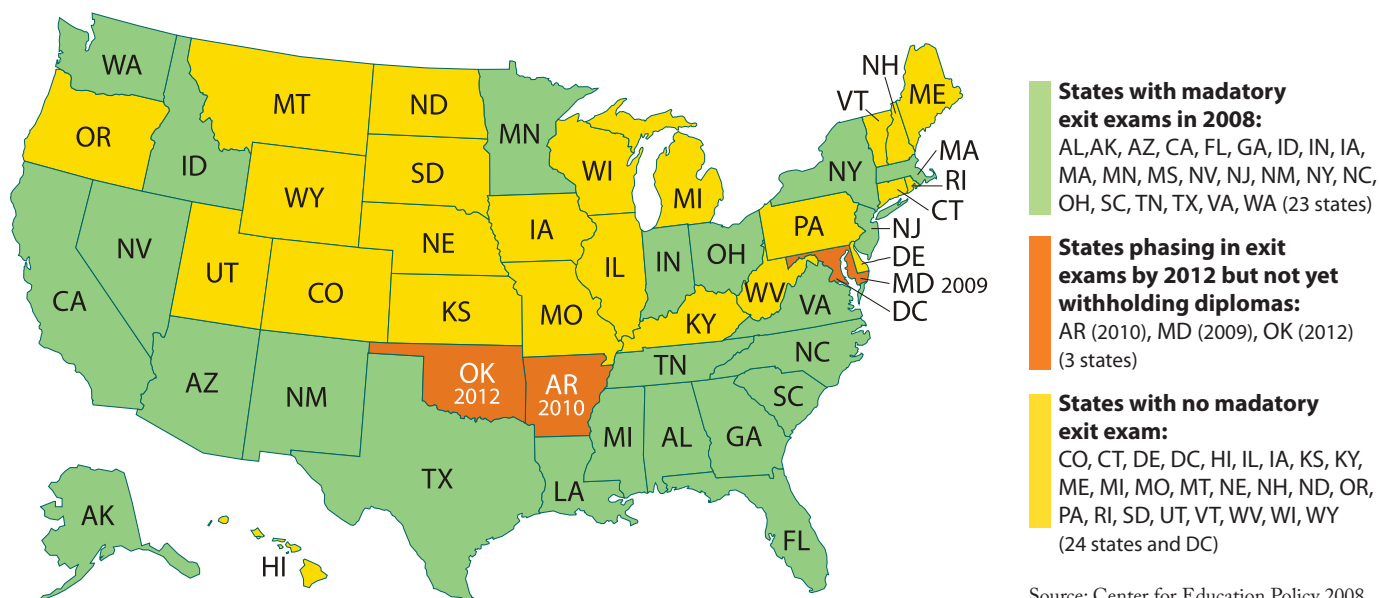 WA
MT
ND
MN
OR
ID
SD
WI
WY
MI
NH
VT
ME
NY
MA
RI
CT
NV
UT
NE
IA
PA
NJ
CO
IL
IN
OH
DE
MD 2009
DC
CA
KS
MO
WV
VA
KY
AZ
NM
OK
2012
AR
2010
TN
NC
SC
MI
AL
GA
TX
LA
FL
AK
HI
States with madatory
exit exams in 2008:
AL,AK, AZ, CA, FL, GA, ID, IN, IA,
MA, MN, MS, NV, NJ, NM, NY, NC,
OH, SC, TN, TX, VA, WA (23 states)
States phasing in exit
exams by 2012 but not yet
withholding diplomas:
AR (2010), MD (2009), OK (2012)
(3 states)
States with no madatory
exit exam:
CO, CT, DE, DC, HI, IL, IA, KS, KY,
ME, MI, MO, MT, NE, NH, ND, OR,
PA, RI, SD, UT, VT, WV, WI, WY
(24 states and DC)
Source: Center for Education Policy 2008